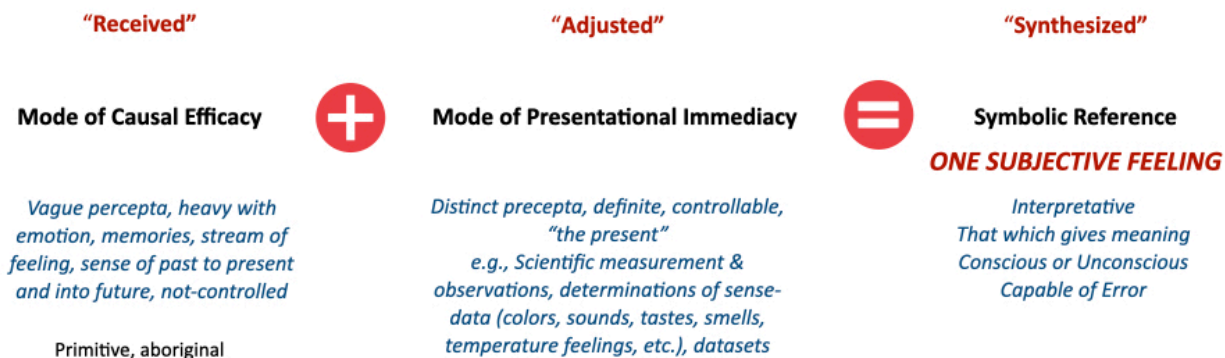 “Received”
“Adjusted”
“Synthesized”
Mode of Causal Efficacy
Mode of Presentational Immediacy
Symbolic Reference
ONE SUBJECTIVE FEELING
Vague percepta, heavy with
emotion, memories, stream of
feeling, sense of past to present
and into future, not-controlled
Primitive, aboriginal
Distinct precepta, definite, controllable,
“the present”
e.g., Scientific measurement &
observations, determinations of sense-
data (colors, sounds, tastes, smells,
temperature feelings, etc.), datasets
Interpretative
That which gives meaning
Conscious or Unconscious
Capable of Error